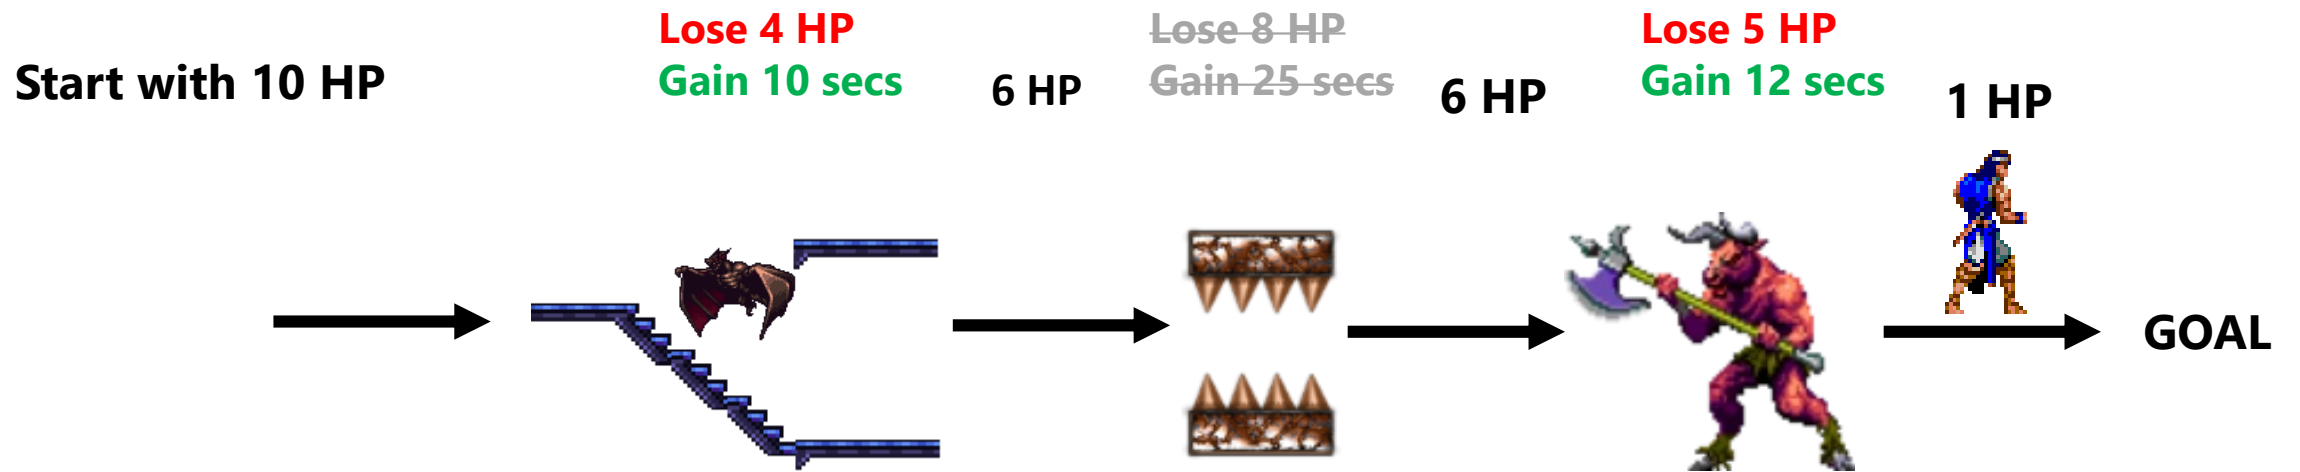 Start with 10 HP
Lose 4 HP
Gain 10 secs
6 HP
Lose 8 HP
Gain 25 secs
6 HP
Lose 5 HP
Gain 12 secs
1 HP
GOAL